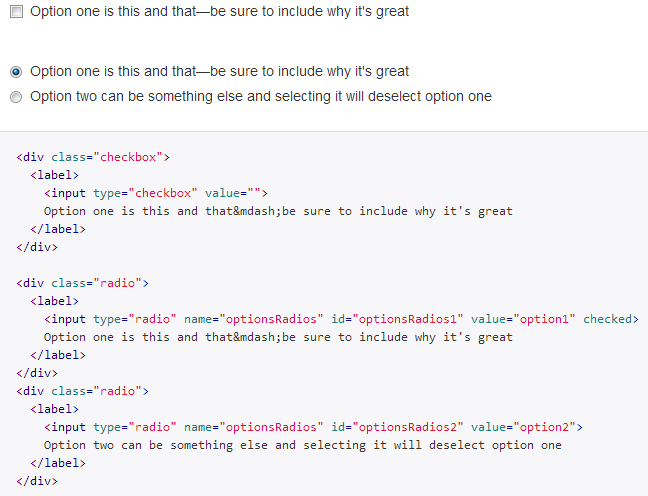 Option one is this and that—be sure to include why it's great
Option one is this and that—be sure to include why it's great
Option two can be something else and selecting it will deselect option one
<div class="checkbox">
  <label>
    <input type="checkbox" value="">
    Option one is this and that&mdash;be sure to include why it's great
  </label>
</div>
<div class="radio">
  <label>
    <input type="radio" name="optionsRadios" id="optionsRadios1" value="option1" checked>
    Option one is this and that&mdash;be sure to include why it's great
  </label>
</div>
<div class="radio">
  <label>
    <input type="radio" name="optionsRadios" id="optionsRadios2" value="option2">
    Option two can be something else and selecting it will deselect option one
  </label>
</div>